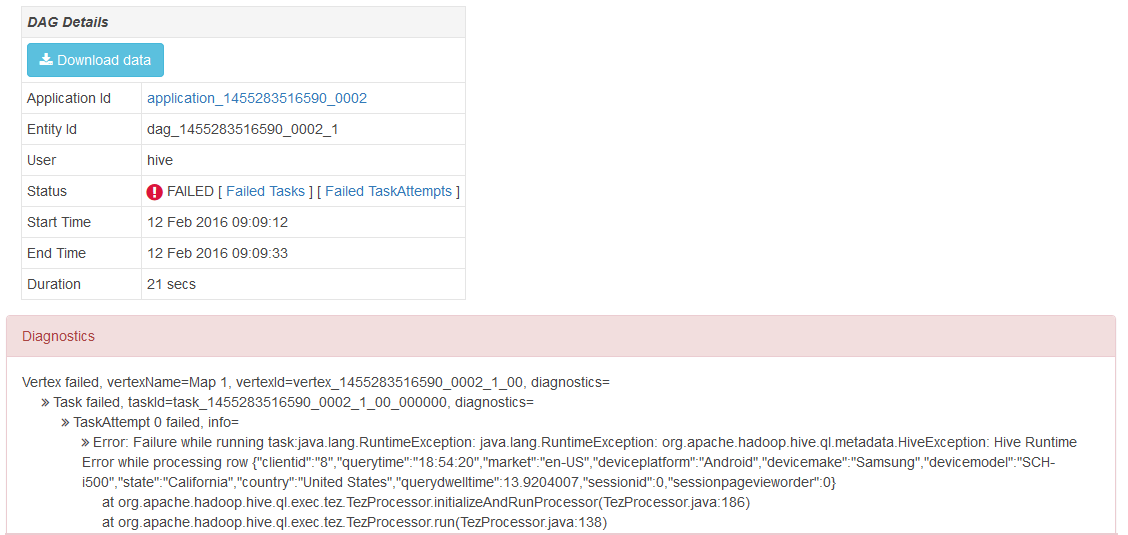 DAG Details
Download data
Application Id application_1455283516590_0002
Entity Id dag_1455283516590_0002_1
User hive
Status FAILED [ Failed Tasks ] [ Failed TaskAttempts ]
Start Time 12 Feb 2016 09:09:12
End Time 12 Feb 2016 09:09:33
Duration 21 secs
Diagnostics
Vertex failed, vertexName=Map 1, vertexId=vertex_1455283516590_0002_1_00, diagnostics=
Task failed, taskId=task_1455283516590_0002_1_00_000000, diagnostics=
TaskAttempt 0 failed, info=
Error: Failure while running task:java.lang.RuntimeException: java.lang.RuntimeException: org.apache.hadoop.hive.ql.metadata.HiveException: Hive Runtime
Error while processing row {"clientid":"8","querytime":"18:54:20","market":"en-US","deviceplatform":"Android","devicemake":"Samsung","devicemodel":"SCH-
i500","state":"California","country":"United States","querydwelltime":13.9204007,"sessionid":0,"sessionpagevieworder":0}
at org.apache.hadoop.hive.ql.exec.tez.TezProcessor.initializeAndRunProcessor(TezProcessor.java:186)
at org.apache.hadoop.hive.ql.exec.tez.TezProcessor.run(TezProcessor.java:138)